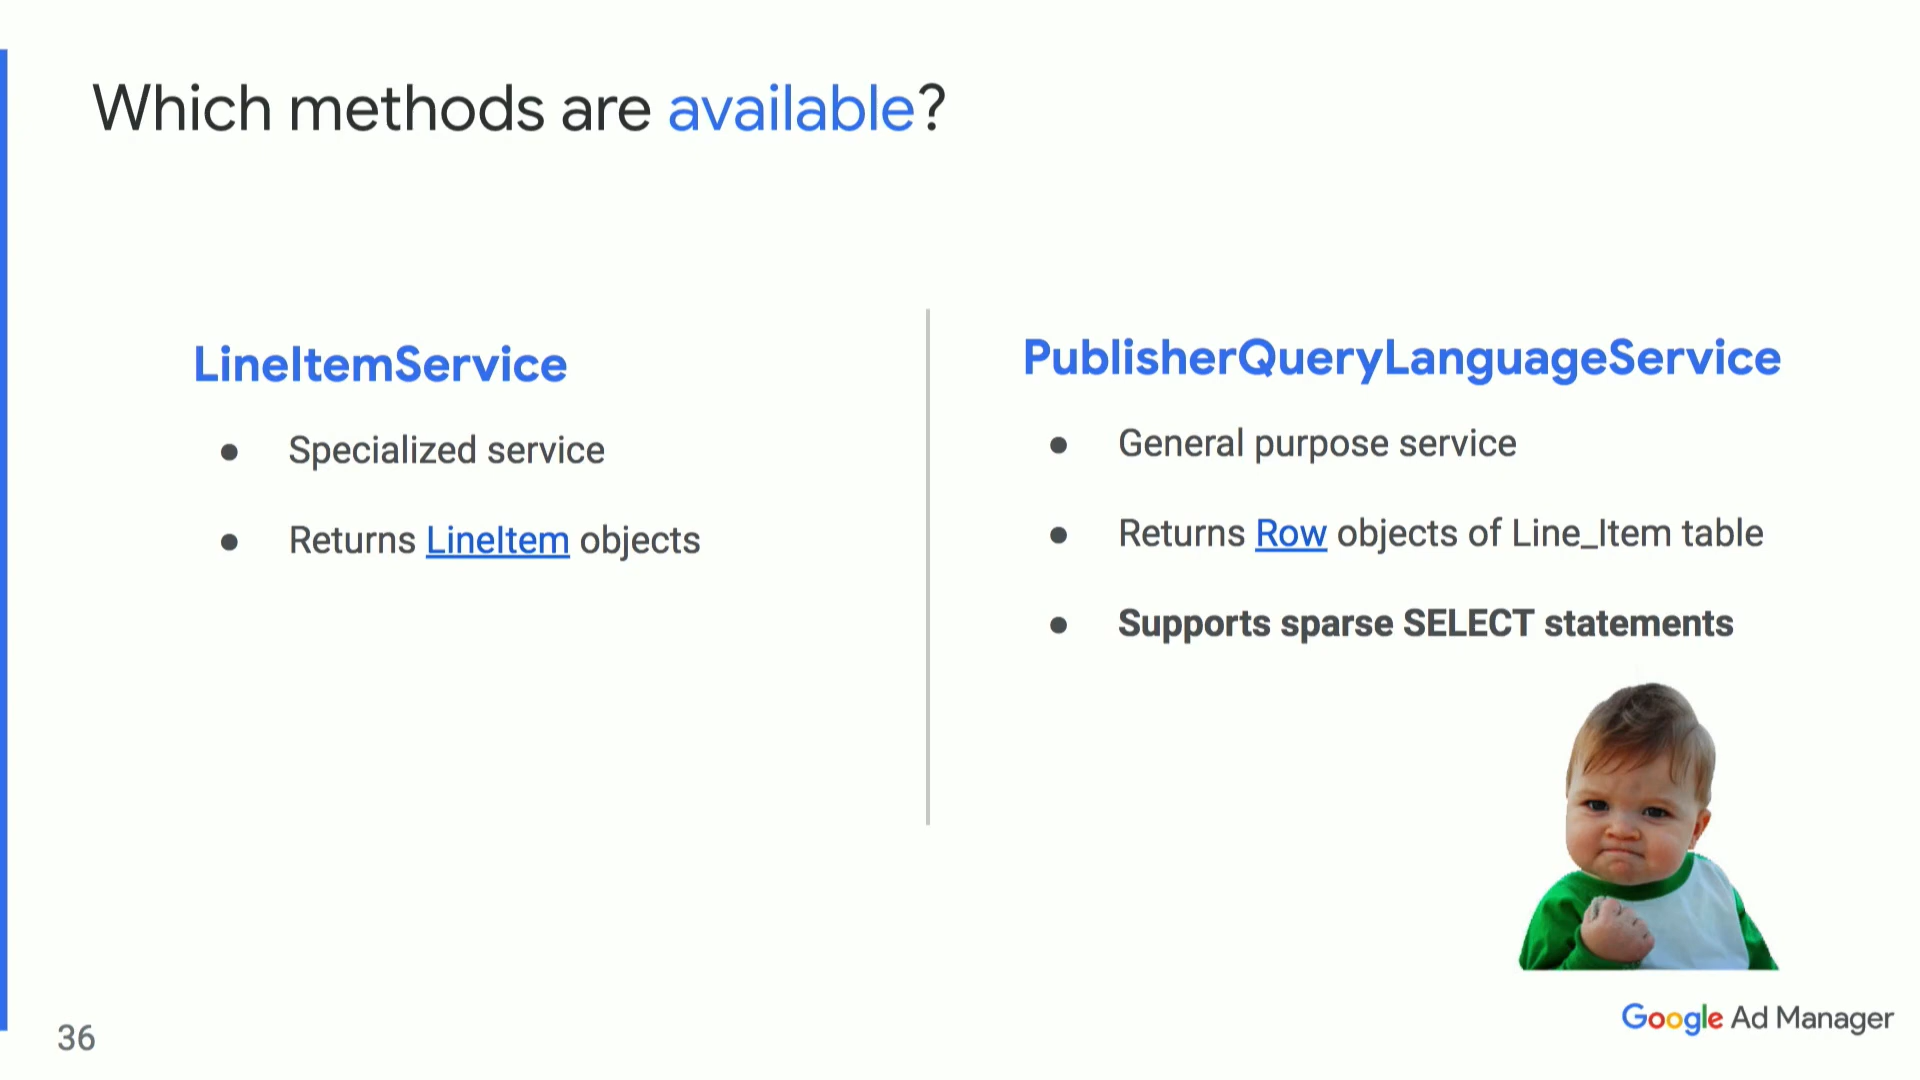 Which methods are available?
LineItemService
● Specialized service
● Returns LineItem objects
PublisherQueryLanguageService
● General purpose service
● Returns Row objects of Line_Item table
● Supports sparse SELECT statements
36
Google Ad Manager